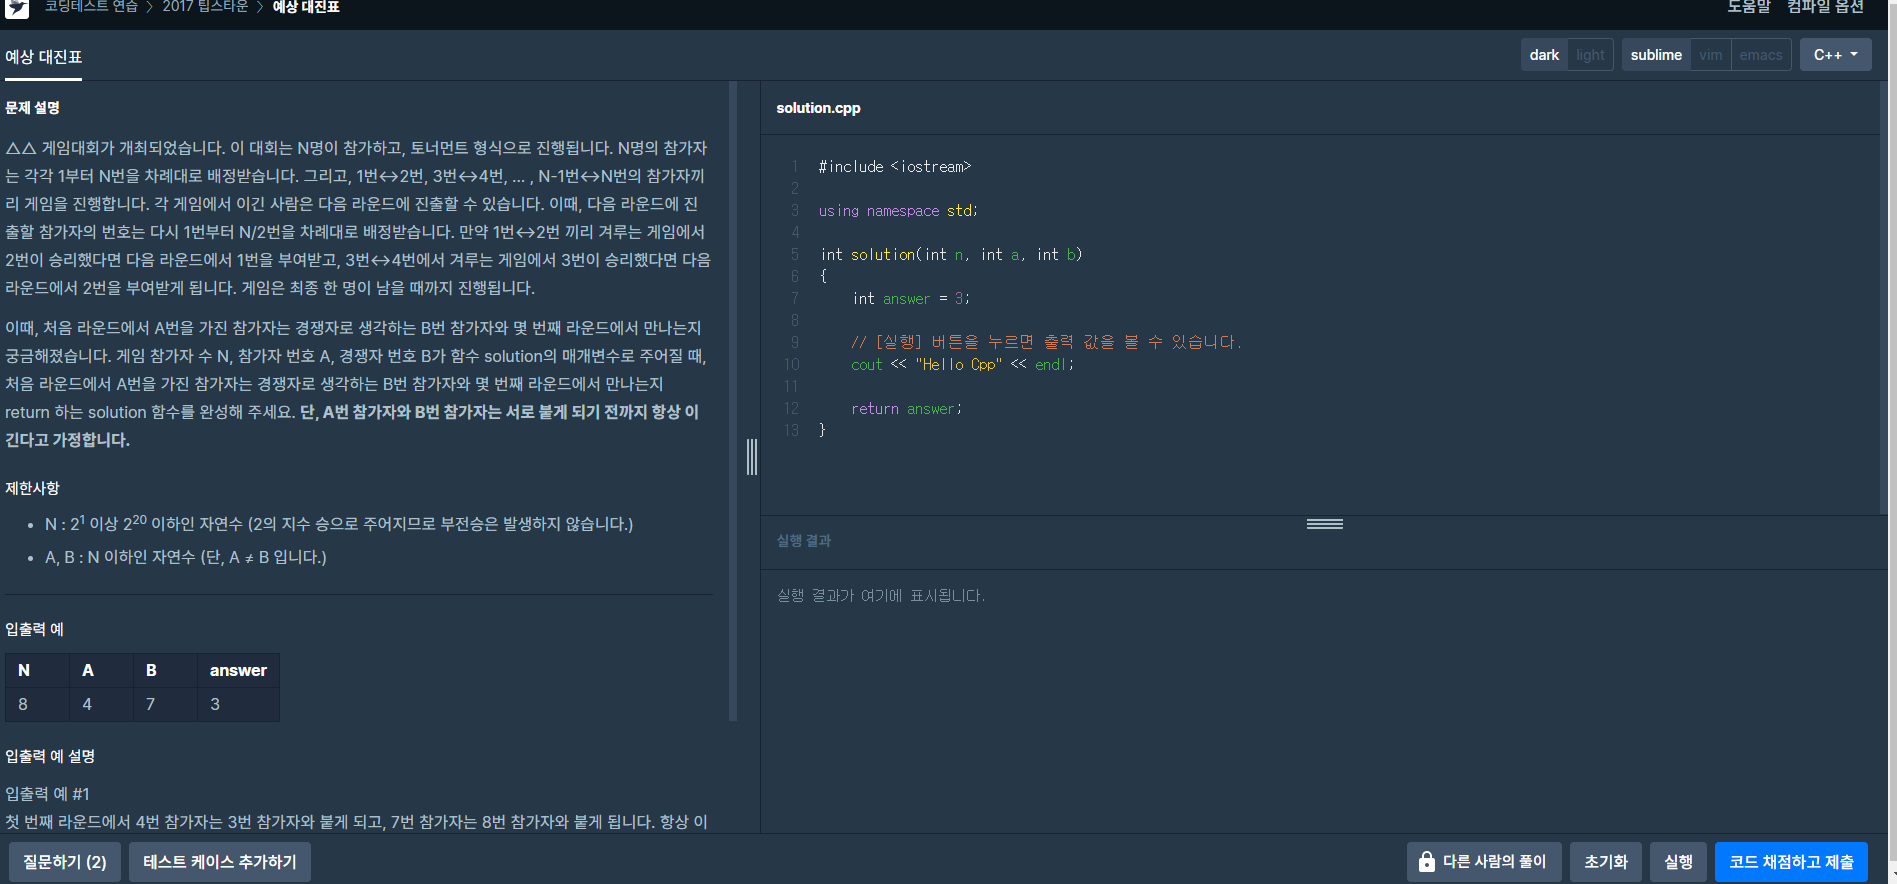 코딩테스트 연습 > 2017 팁스타운 > 예상 대진표
도움말 컴파일 옵션
예상 대진표
dark light sublime vim emacs C++
문제 설명
△△ 게임대회가 개최되었습니다. 이 대회는 N명이 참가하고, 토너먼트 형식으로 진행됩니다. N명의 참가자
는 각각 1부터 N번을 차례대로 배정받습니다. 그리고, 1번↔2번, 3번↔4번, ... , N-1번↔N번의 참가자끼
리 게임을 진행합니다. 각 게임에서 이긴 사람은 다음 라운드에 진출할 수 있습니다. 이때, 다음 라운드에 진
출할 참가자의 번호는 다시 1번부터 N/2번을 차례대로 배정받습니다. 만약 1번↔2번 끼리 겨루는 게임에서
2번이 승리했다면 다음 라운드에서 1번을 부여받고, 3번↔4번에서 겨루는 게임에서 3번이 승리했다면 다음
라운드에서 2번을 부여받게 됩니다. 게임은 최종 한 명이 남을 때까지 진행됩니다.
이때, 처음 라운드에서 A번을 가진 참가자는 경쟁자로 생각하는 B번 참가자와 몇 번째 라운드에서 만나는지
궁금해졌습니다. 게임 참가자 수 N, 참가자 번호 A, 경쟁자 번호 B가 함수 solution의 매개변수로 주어질 때,
처음 라운드에서 A번을 가진 참가자는 경쟁자로 생각하는 B번 참가자와 몇 번째 라운드에서 만나는지
return 하는 solution 함수를 완성해 주세요. 단, A번 참가자와 B번 참가자는 서로 붙게 되기 전까지 항상 이
긴다고 가정합니다.
제한사항
• N : 2¹ 이상 2²⁰ 이하인 자연수 (2의 지수 승으로 주어지므로 부전승은 발생하지 않습니다.)
• A, B : N 이하인 자연수 (단, A ≠ B 입니다.)
입출력 예
N A B answer
8 4 7 3
입출력 예 설명
입출력 예 #1
첫 번째 라운드에서 4번 참가자는 3번 참가자와 붙게 되고, 7번 참가자는 8번 참가자와 붙게 됩니다. 항상 이
solution.cpp
1 #include <iostream>
2
3 using namespace std;
4
5 int solution(int n, int a, int b)
6 {
7 int answer = 3;
8
9 // [실행] 버튼을 누르면 출력 값을 볼 수 있습니다.
10 cout << "Hello Cpp" << endl;
11
12 return answer;
13 }
실행 결과
실행 결과가 여기에 표시됩니다.
질문하기 (2) 테스트 케이스 추가하기 다른 사람의 풀이 초기화 실행 코드 채점하고 제출